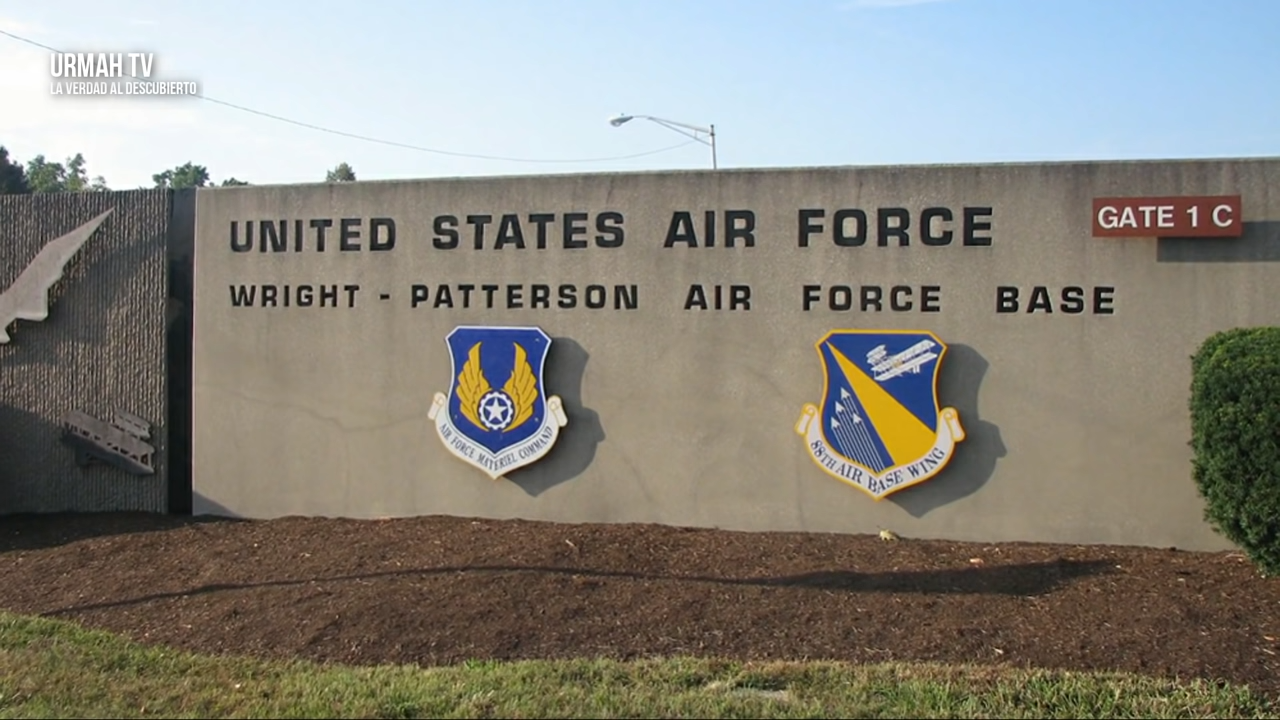 URMAH TV
LA VERDAD AL DESCUBIERTO
UNITED STATES AIR FORCE
GATE 1 C
WRIGHT - PATTERSON AIR FORCE BASE
AIR FORCE MATERIEL COMMAND
88TH AIR BASE WING